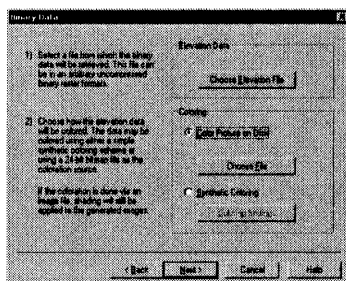 Binary Data
1) Select a file from which the binary
data will be retrieved. This file can
be in an arbitrary uncompressed
binary raster format.
2) Choose how the elevation data
will be colored. The data may be
colored using either a simple
synthetic coloring scheme or
using a 24-bit bitmap file as the
coloration source.
If the coloration is done via an
image file, shading will still be
applied to the generated images.
Elevation Data
Choose Elevation File
Coloring
Color Picture on Disk
Choose File
Synthetic Coloring
Coloring
< Back
Next >
Cancel
Help